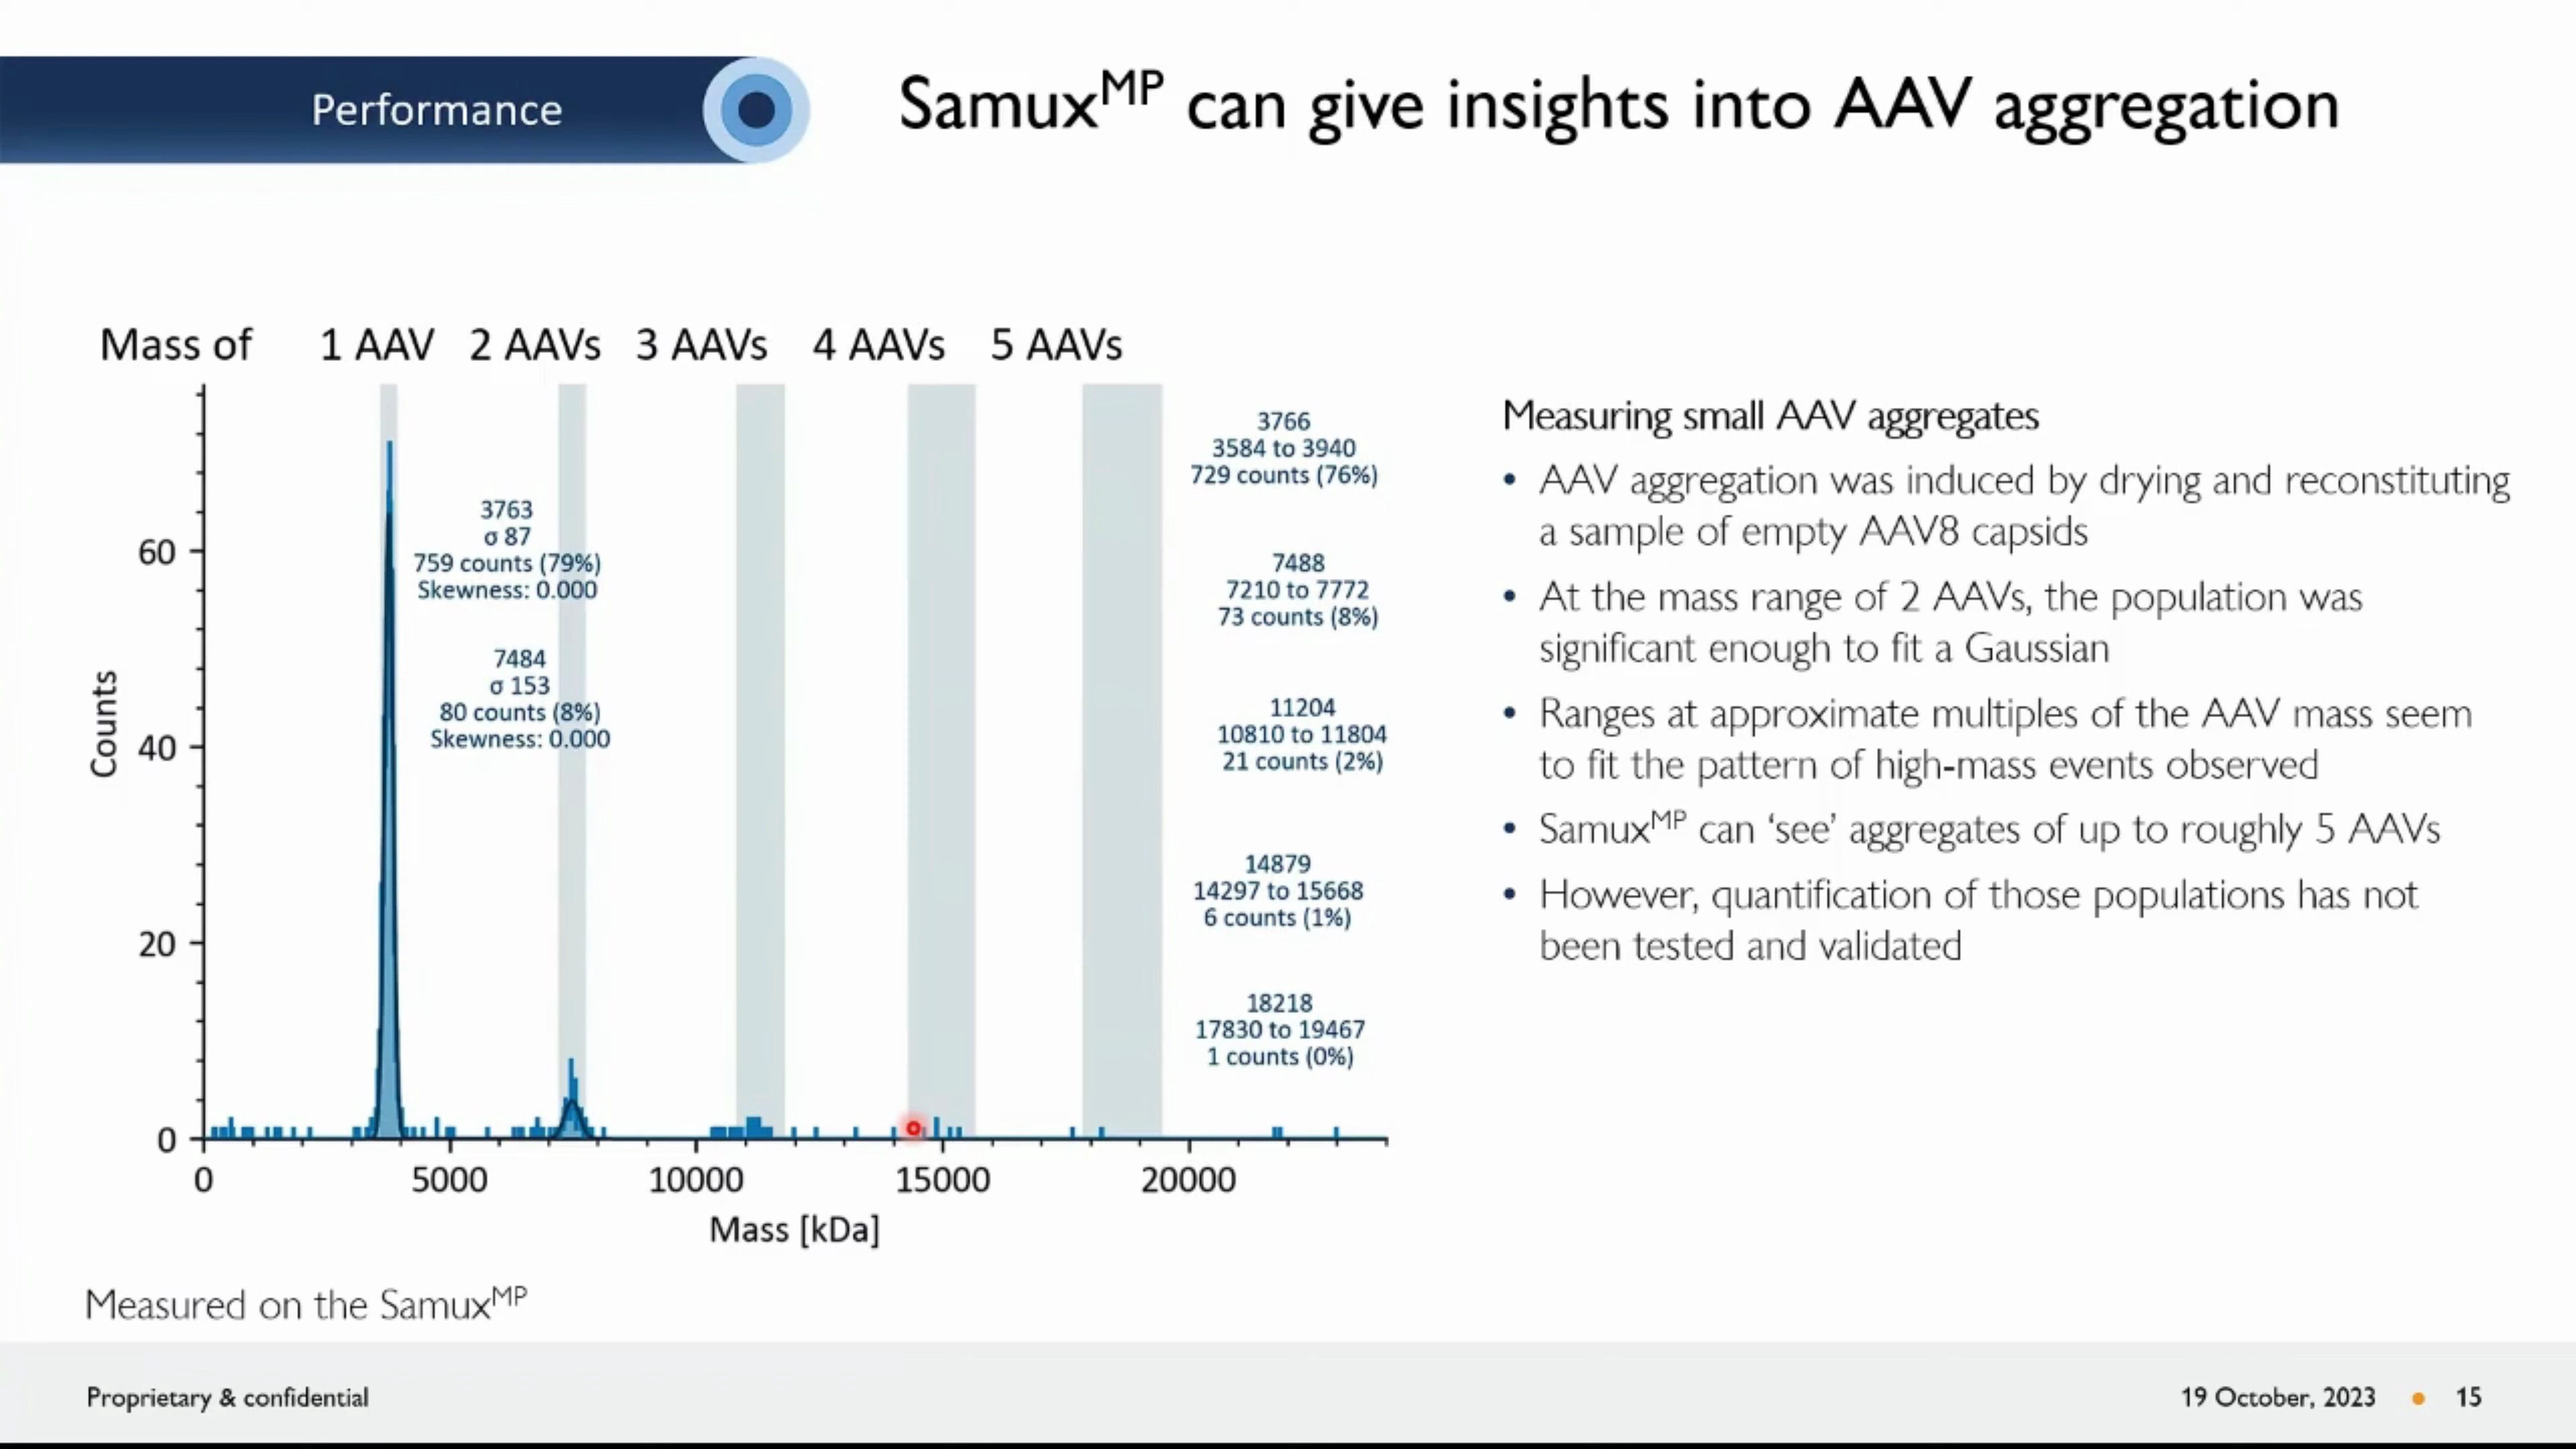 Performance
Samuxᴹᴾ can give insights into AAV aggregation
Mass of 1 AAV 2 AAVs 3 AAVs 4 AAVs 5 AAVs
Counts
60
40
20
0
3763
σ 87
759 counts (79%)
Skewness: 0.000
7484
σ 153
80 counts (8%)
Skewness: 0.000
3766
3584 to 3940
729 counts (76%)
7488
7210 to 7772
73 counts (8%)
11204
10810 to 11804
21 counts (2%)
14879
14297 to 15668
6 counts (1%)
18218
17830 to 19467
1 counts (0%)
0 5000 10000 15000 20000
Mass [kDa]
Measured on the Samuxᴹᴾ
Measuring small AAV aggregates
• AAV aggregation was induced by drying and reconstituting
a sample of empty AAV8 capsids
• At the mass range of 2 AAVs, the population was
significant enough to fit a Gaussian
• Ranges at approximate multiples of the AAV mass seem
to fit the pattern of high-mass events observed
• Samuxᴹᴾ can ‘see’ aggregates of up to roughly 5 AAVs
• However, quantification of those populations has not
been tested and validated
Proprietary & confidential
19 October, 2023 • 15